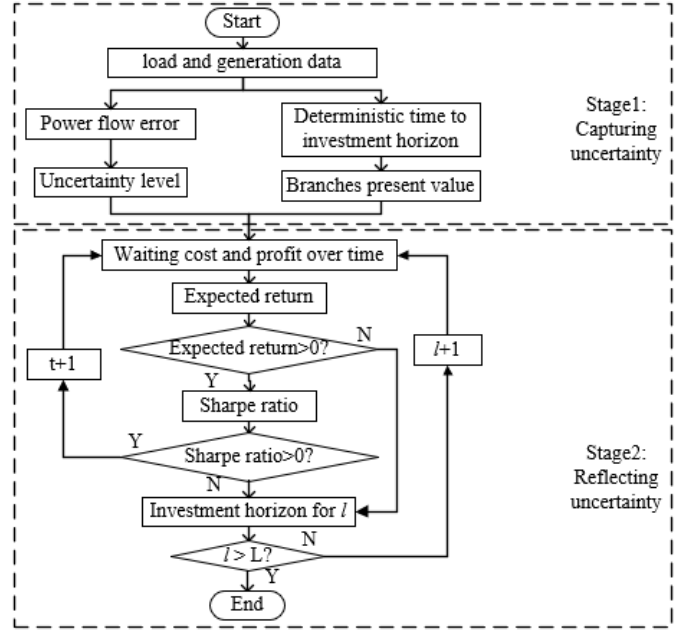 Start
load and generation data
Power flow error
Deterministic time to
investment horizon
Stage1:
Capturing
uncertainty
Uncertainty level
Branches present value
Waiting cost and profit over time
Expected return
N
Expected return>0?
t+1
l+1
Y
Sharpe ratio
Y
Sharpe ratio>0?
Stage2:
Reflecting
uncertainty
N
Investment horizon for l
N
l > L?
Y
End